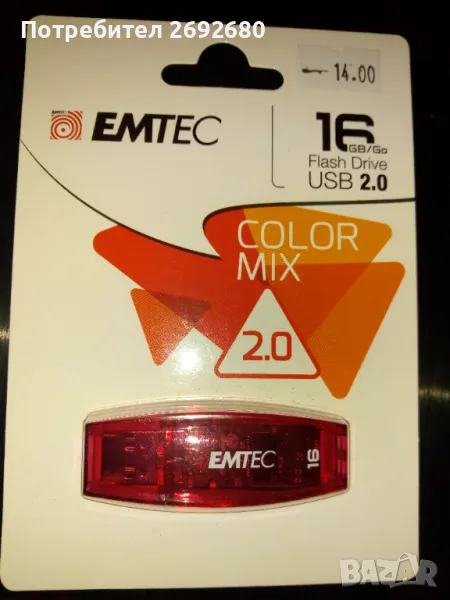 Потребител 2692680
14.00
EMTEC
16
GB/Go
Flash Drive
USB 2.0
COLOR
MIX
2.0
EMTEC
16
bazar